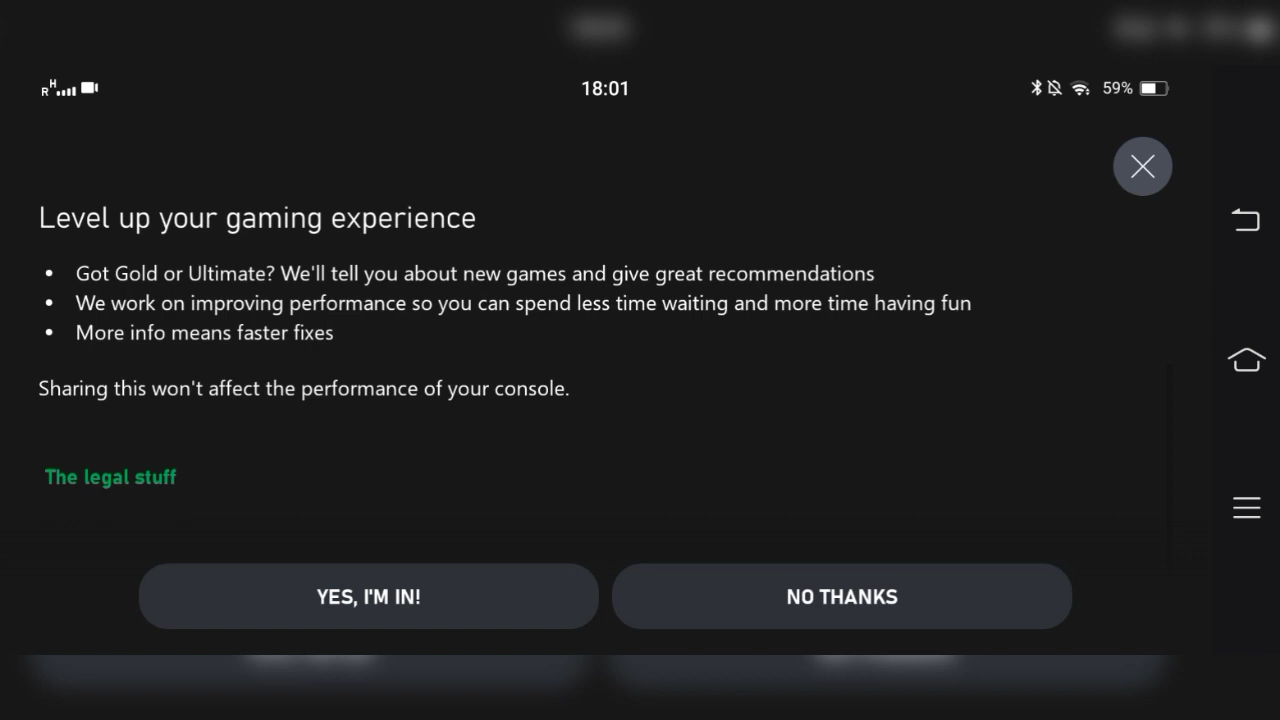 R H 18:01 59%
Level up your gaming experience
• Got Gold or Ultimate? We'll tell you about new games and give great recommendations
• We work on improving performance so you can spend less time waiting and more time having fun
• More info means faster fixes
Sharing this won't affect the performance of your console.
The legal stuff
YES, I'M IN! NO THANKS